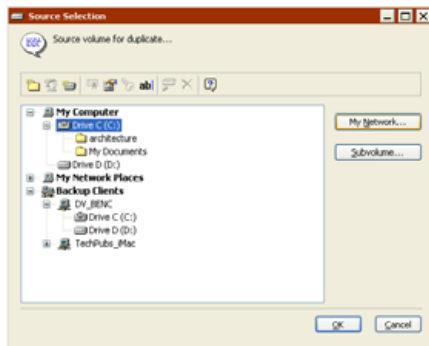 Source Selection
Source volume for duplicate...
ab
My Computer
Drive C (C:)
architecture
My Documents
Drive D (D:)
My Network Places
Backup Clients
DV_BENC
Drive C (C:)
Drive D (D:)
TechPubs_iMac
My Network...
Subvolume...
OK
Cancel